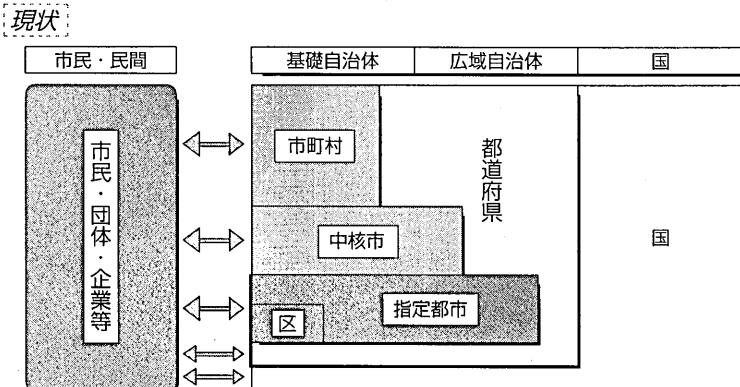 現状
市民・民間
基礎自治体
広域自治体
国
市民・団体・企業等
市町村
都道府県
中核市
国
指定都市
区